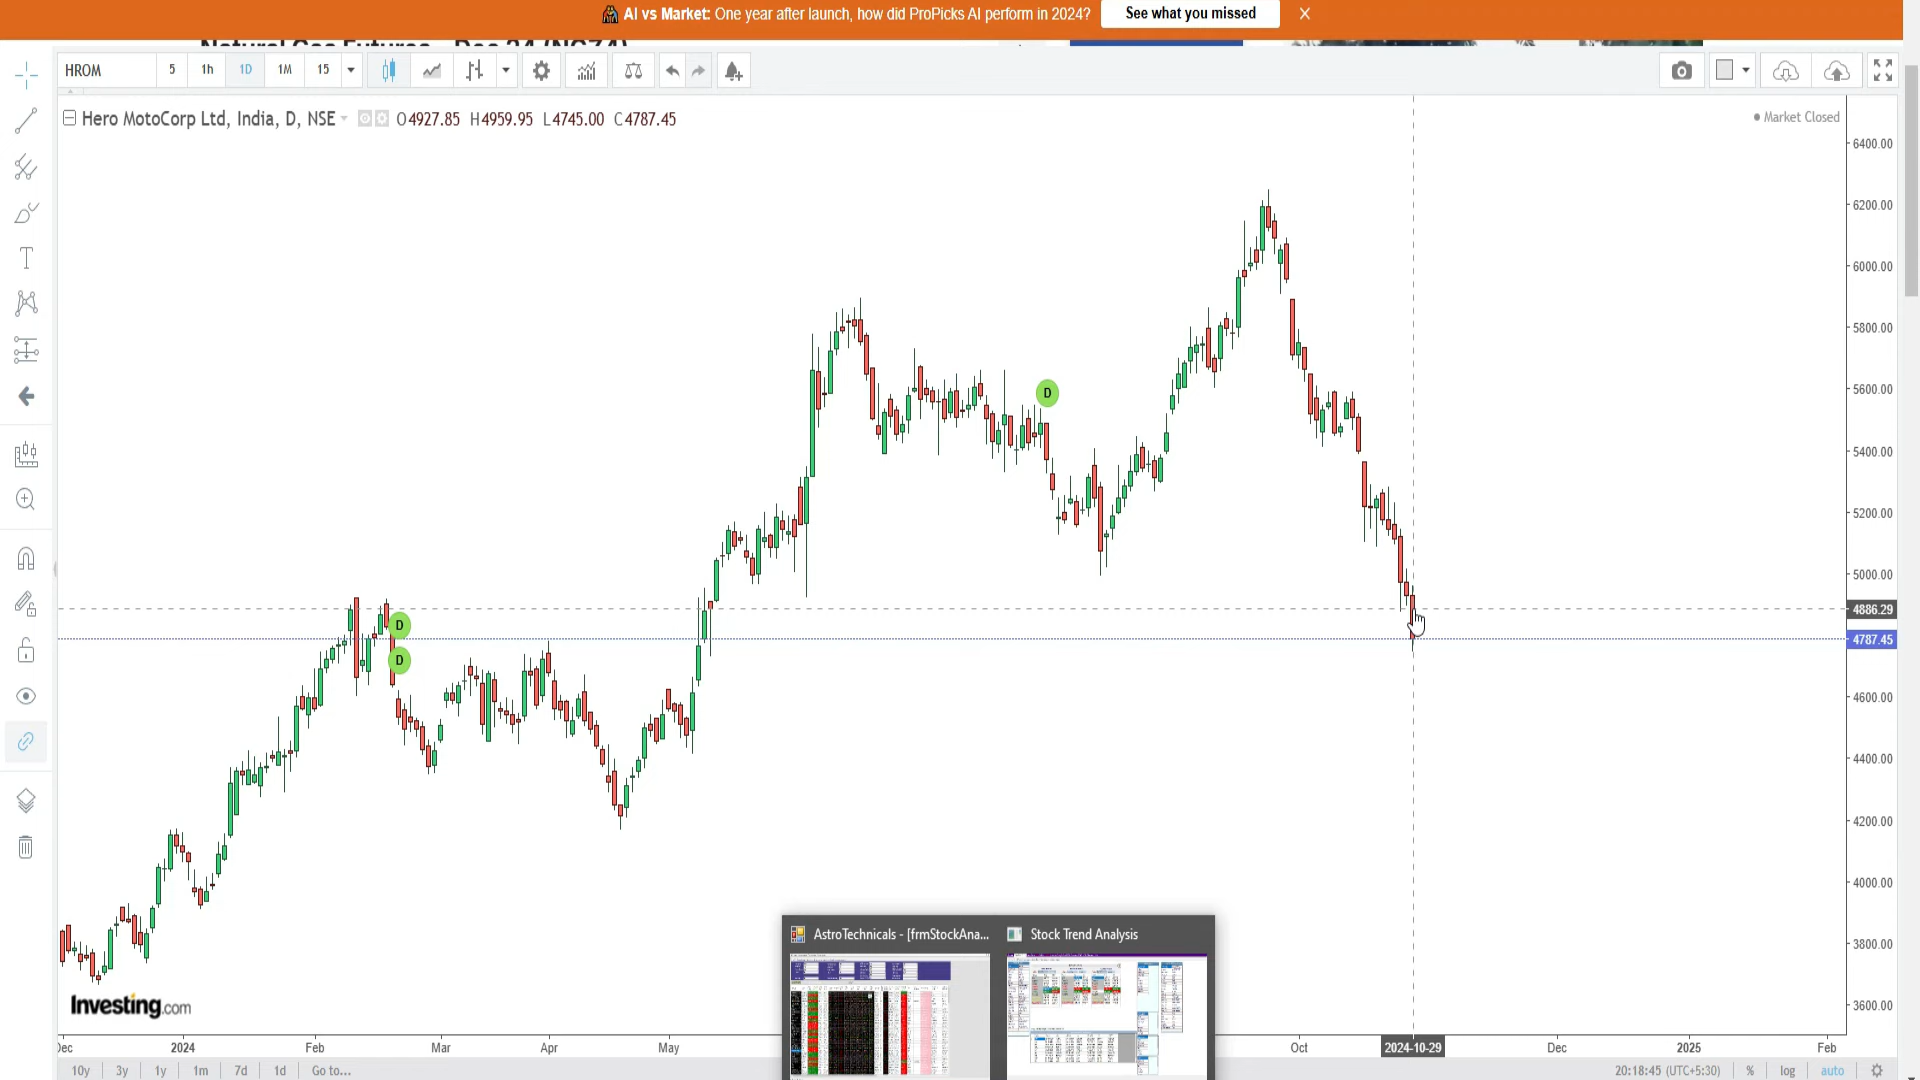 AI vs Market: One year after launch, how did ProPicks AI perform in 2024? See what you missed X
HROM 5 1h 1D 1M 15
Hero MotoCorp Ltd, India, D, NSE O4927.85 H4959.95 L4745.00 C4787.45
Market Closed
6400.00
6200.00
6000.00
5800.00
5600.00
D
5400.00
5200.00
5000.00
4886.29
D
4787.45
D
4600.00
4400.00
4200.00
4000.00
AstroTechnicals - [frmStockAna...
Stock Trend Analysis
3800.00
Investing.com
3600.00
2024 Feb Mar Apr May Oct 2024-10-29 Dec 2025 Feb
10y 3y 1y 1m 7d 1d Go to... 20:18:45 (UTC+5:30) % log auto